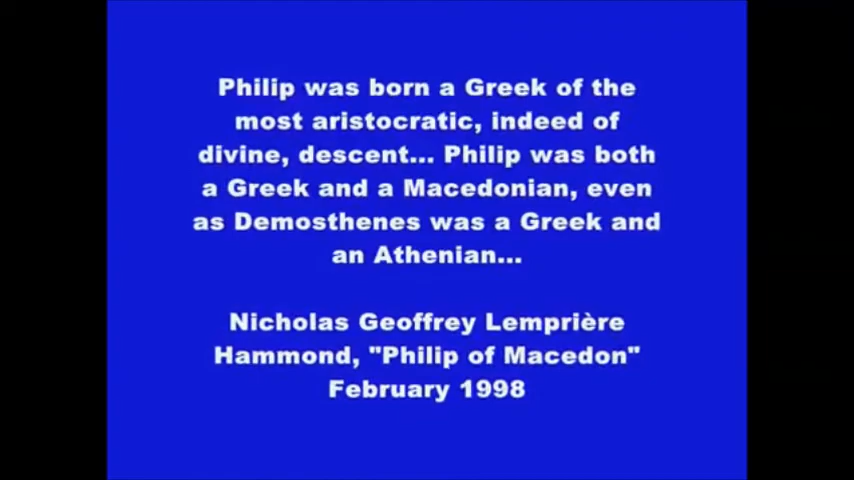 Philip was born a Greek of the
most aristocratic, indeed of
divine, descent... Philip was both
a Greek and a Macedonian, even
as Demosthenes was a Greek and
an Athenian...
Nicholas Geoffrey Lemprière
Hammond, "Philip of Macedon"
February 1998